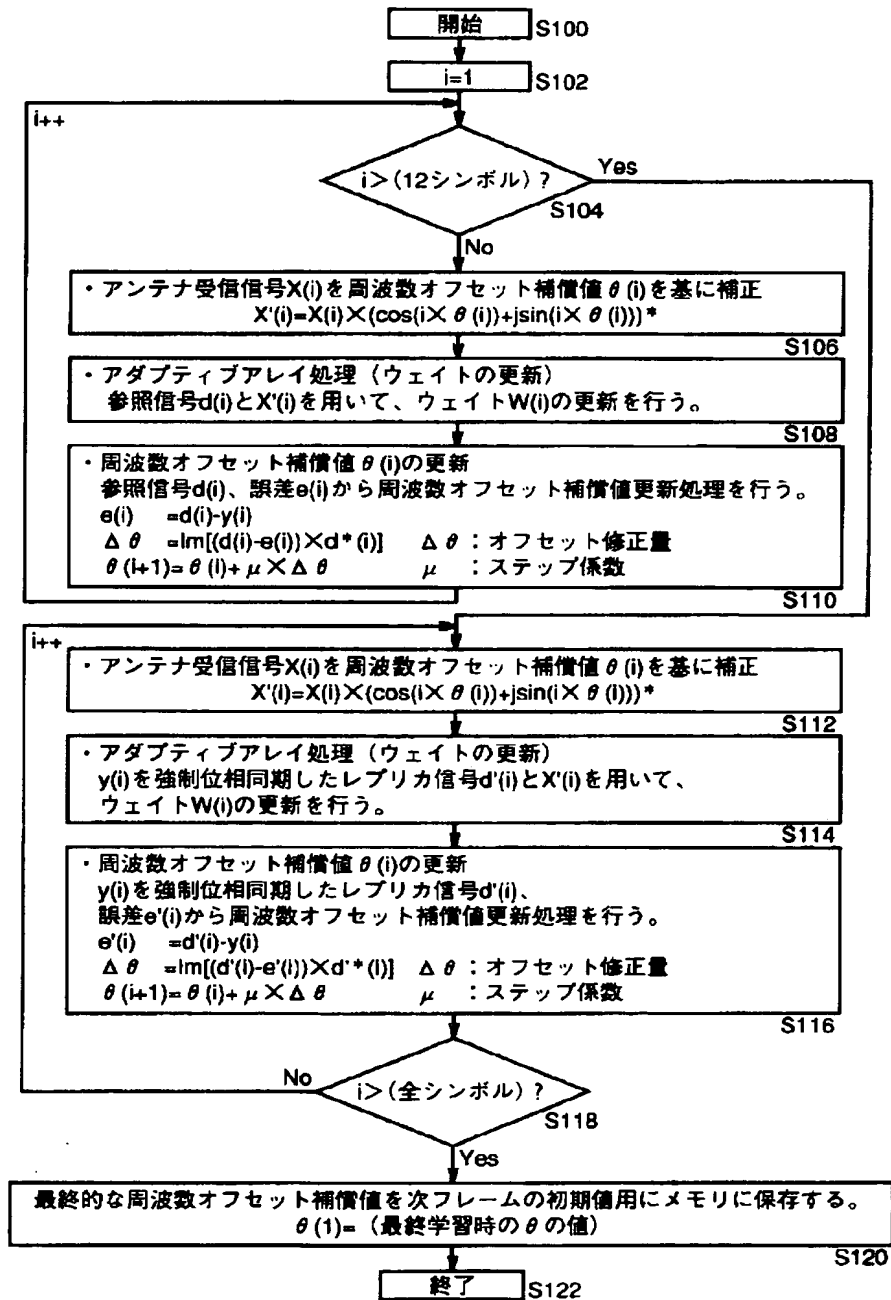 開始 S100
i=1 S102
i++
i>(12シンボル)?
Yes
S104
No
・アンテナ受信信号X(i)を周波数オフセット補償値θ(i)を基に補正
X'(i)=X(i)×(cos(i×θ(i))+jsin(i×θ(i)))*
S106
・アダプティブアレイ処理（ウェイトの更新）
参照信号d(i)とX'(i)を用いて、ウェイトW(i)の更新を行う。
S108
・周波数オフセット補償値θ(i)の更新
参照信号d(i)、誤差e(i)から周波数オフセット補償値更新処理を行う。
e(i) =d(i)-y(i)
Δθ =Im[(d(i)-e(i))×d*(i)] Δθ：オフセット修正量
θ(i+1)=θ(i)+μ×Δθ μ：ステップ係数
S110
i++
・アンテナ受信信号X(i)を周波数オフセット補償値θ(i)を基に補正
X'(i)=X(i)×(cos(i×θ(i))+jsin(i×θ(i)))*
S112
・アダプティブアレイ処理（ウェイトの更新）
y(i)を強制位相同期したレプリカ信号d'(i)とX'(i)を用いて、
ウェイトW(i)の更新を行う。
S114
・周波数オフセット補償値θ(i)の更新
y(i)を強制位相同期したレプリカ信号d'(i)、
誤差e'(i)から周波数オフセット補償値更新処理を行う。
e'(i) =d'(i)-y(i)
Δθ =Im[(d'(i)-e'(i))×d'*(i)] Δθ：オフセット修正量
θ(i+1)=θ(i)+μ×Δθ μ：ステップ係数
S116
No
i>(全シンボル)?
S118
Yes
最終的な周波数オフセット補償値を次フレームの初期値用にメモリに保存する。
θ(1)=（最終学習時のθの値）
S120
終了 S122